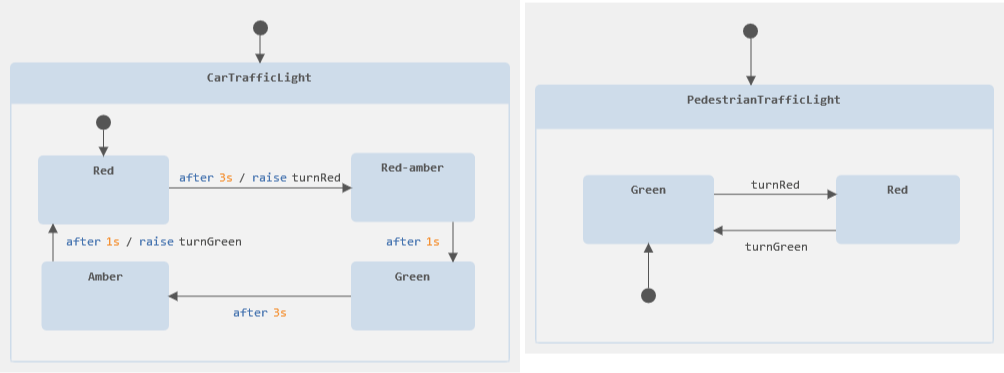 CarTrafficLight
Red
after 3s / raise turnRed
Red-amber
after 1s / raise turnGreen
after 1s
Amber
Green
after 3s
PedestrianTrafficLight
Green
turnRed
Red
turnGreen